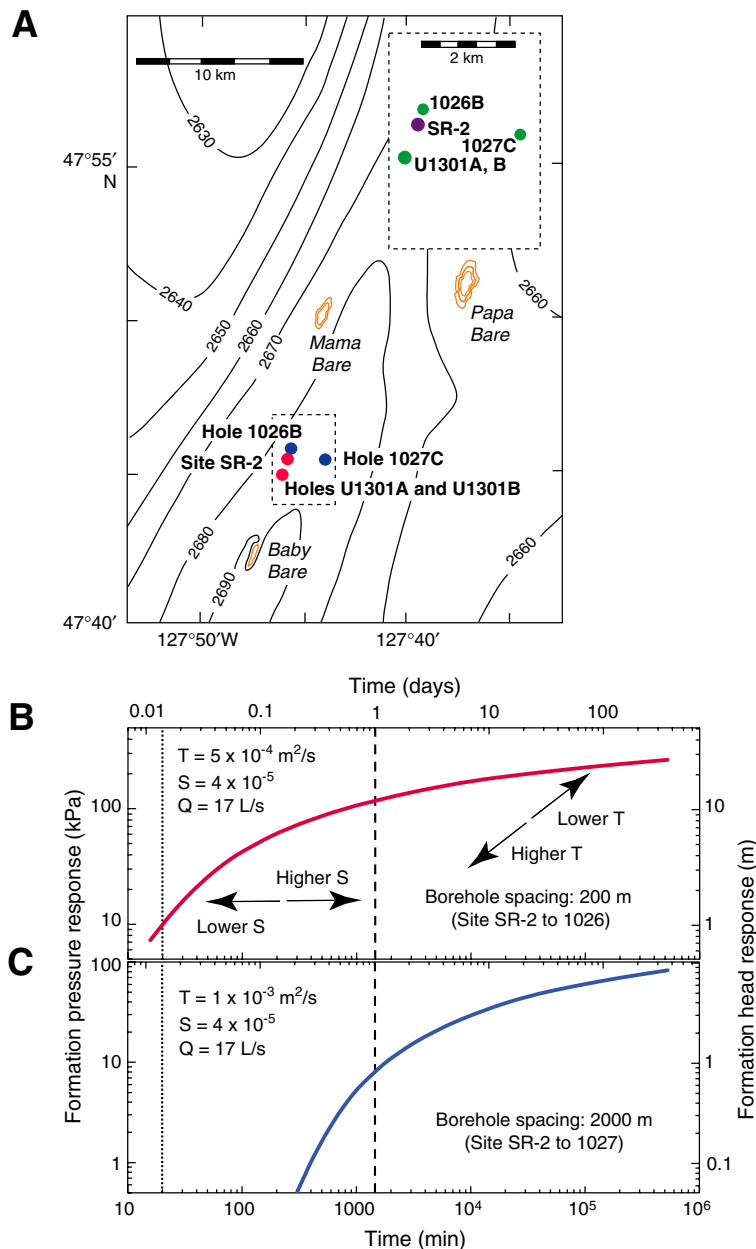 A
10 km
2 km
1026B
SR-2
1027C
U1301A, B
47°55′
N
2630
2640
2650
2660
2670
2660
Mama
Bare
Papa
Bare
Hole 1026B
Site SR-2
Hole 1027C
Holes U1301A and U1301B
2680
2690
Baby
Bare
2660
47°40′
127°50′W
127°40′
Time (days)
B
0.01
0.1
1
10
100
T = 5 x 10⁻⁴ m²/s
S = 4 x 10⁻⁵
Q = 17 L/s
100
10
10
1
Lower T
Higher T
Higher S
Lower S
Borehole spacing: 200 m
(Site SR-2 to 1026)
Formation pressure response (kPa)
Formation head response (m)
C
100
10
1
1
0.1
T = 1 x 10⁻³ m²/s
S = 4 x 10⁻⁵
Q = 17 L/s
Borehole spacing: 2000 m
(Site SR-2 to 1027)
10
100
1000
10⁴
10⁵
10⁶
Time (min)